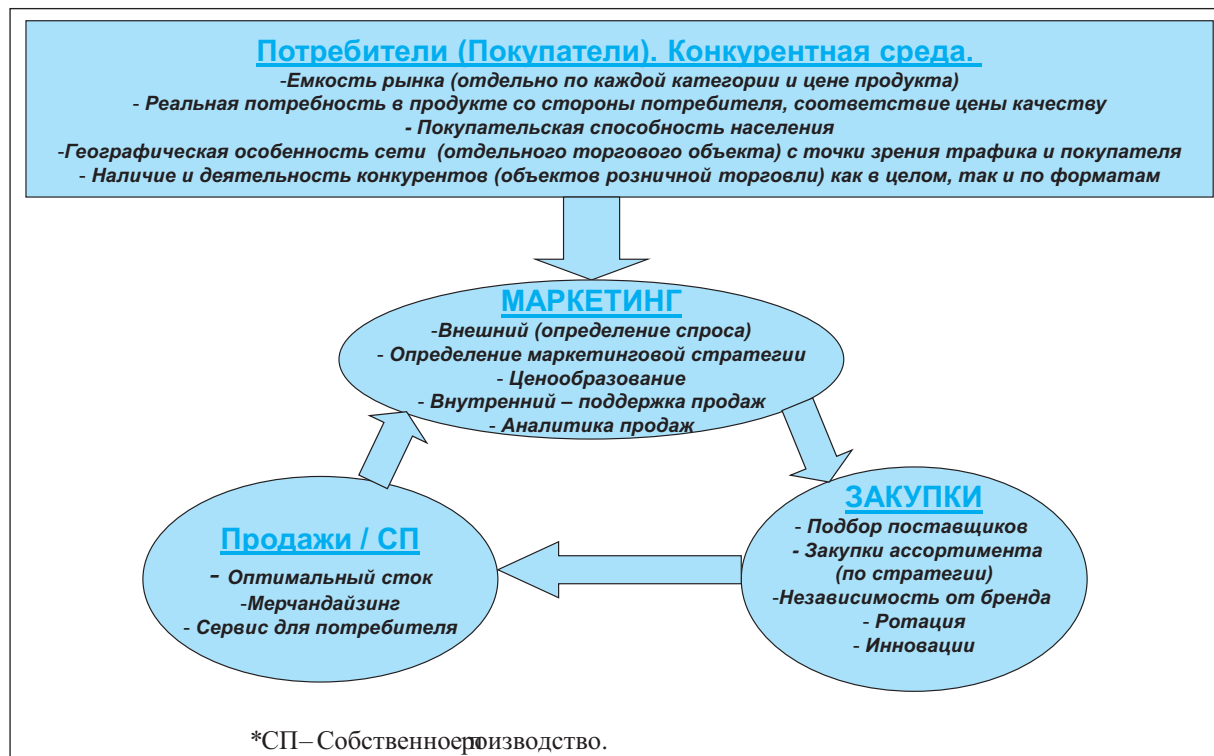 Потребители (Покупатели). Конкурентная среда.
-Емкость рынка (отдельно по каждой категории и цене продукта)
- Реальная потребность в продукте со стороны потребителя, соответствие цены качеству
- Покупательская способность населения
-Географическая особенность сети (отдельного торгового объекта) с точки зрения трафика и покупателя
- Наличие и деятельность конкурентов (объектов розничной торговли) как в целом, так и по форматам
МАРКЕТИНГ
-Внешний (определение спроса)
- Определение маркетинговой стратегии
- Ценообразование
- Внутренний – поддержка продаж
- Аналитика продаж
ЗАКУПКИ
- Подбор поставщиков
- Закупки ассортимента
(по стратегии)
-Независимость от бренда
- Ротация
- Инновации
Продажи / СП
- Оптимальный сток
-Мерчандайзинг
- Сервис для потребителя
*СП– Собственное